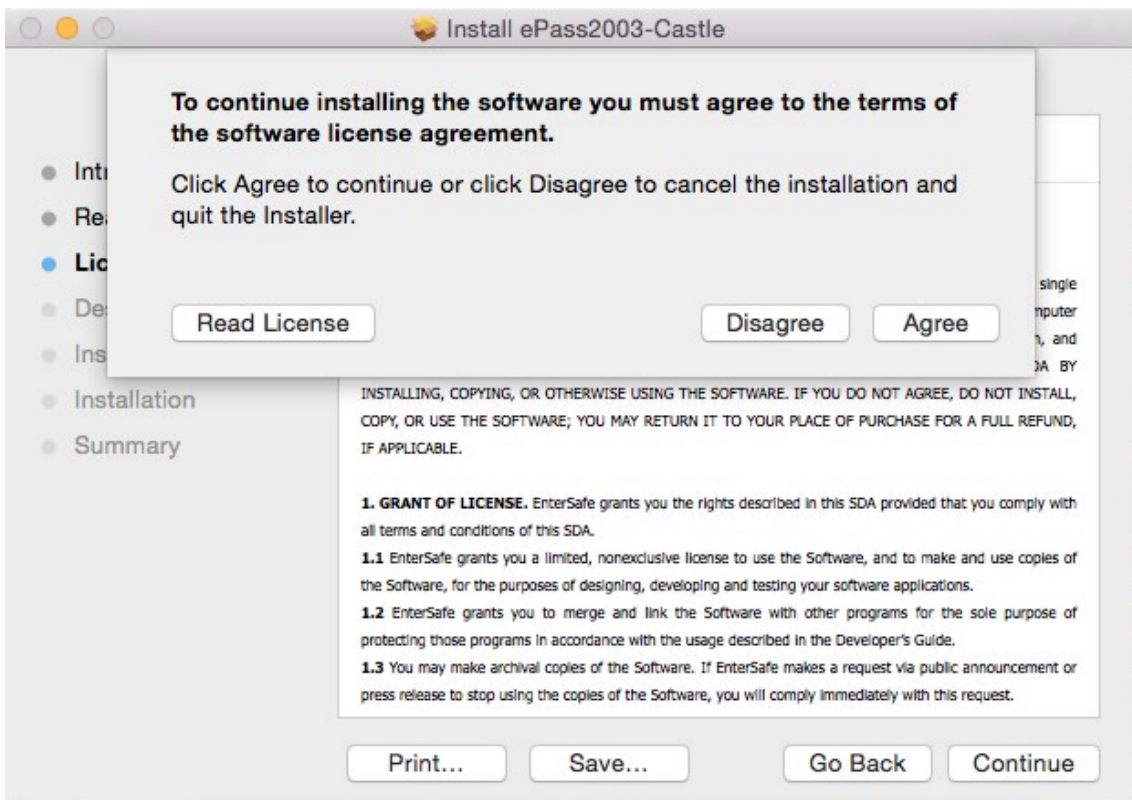 Install ePass2003-Castle
To continue installing the software you must agree to the terms of
the software license agreement.
Click Agree to continue or click Disagree to cancel the installation and
quit the Installer.
Read License
Disagree
Agree
Installation
Summary
single
, and
BY
INSTALLING, COPYING, OR OTHERWISE USING THE SOFTWARE. IF YOU DO NOT AGREE, DO NOT INSTALL,
COPY, OR USE THE SOFTWARE; YOU MAY RETURN IT TO YOUR PLACE OF PURCHASE FOR A FULL REFUND,
IF APPLICABLE.
1. GRANT OF LICENSE. EnterSafe grants you the rights described in this SDA provided that you comply with
all terms and conditions of this SDA.
1.1 EnterSafe grants you a limited, nonexclusive license to use the Software, and to make and use copies of
the Software, for the purposes of designing, developing and testing your software applications.
1.2 EnterSafe grants you to merge and link the Software with other programs for the sole purpose of
protecting those programs in accordance with the usage described in the Developer's Guide.
1.3 You may make archival copies of the Software. If EnterSafe makes a request via public announcement or
press release to stop using the copies of the Software, you will comply immediately with this request.
Print...
Save...
Go Back
Continue